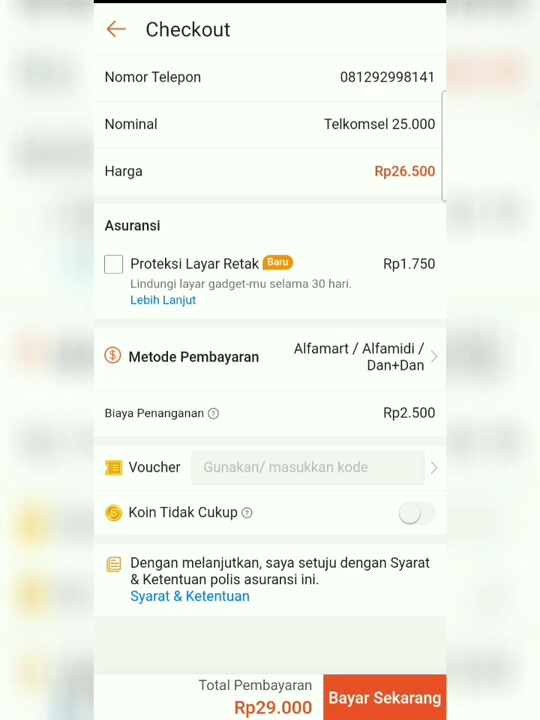 Checkout
Nomor Telepon 081292998141
Nominal Telkomsel 25.000
Harga Rp26.500
Asuransi
Proteksi Layar Retak Baru Rp1.750
Lindungi layar gadget-mu selama 30 hari.
Lebih Lanjut
Metode Pembayaran Alfamart / Alfamidi /
Dan+Dan
Biaya Penanganan Rp2.500
Voucher Gunakan/ masukkan kode
Koin Tidak Cukup
Dengan melanjutkan, saya setuju dengan Syarat
& Ketentuan polis asuransi ini.
Syarat & Ketentuan
Total Pembayaran
Rp29.000
Bayar Sekarang